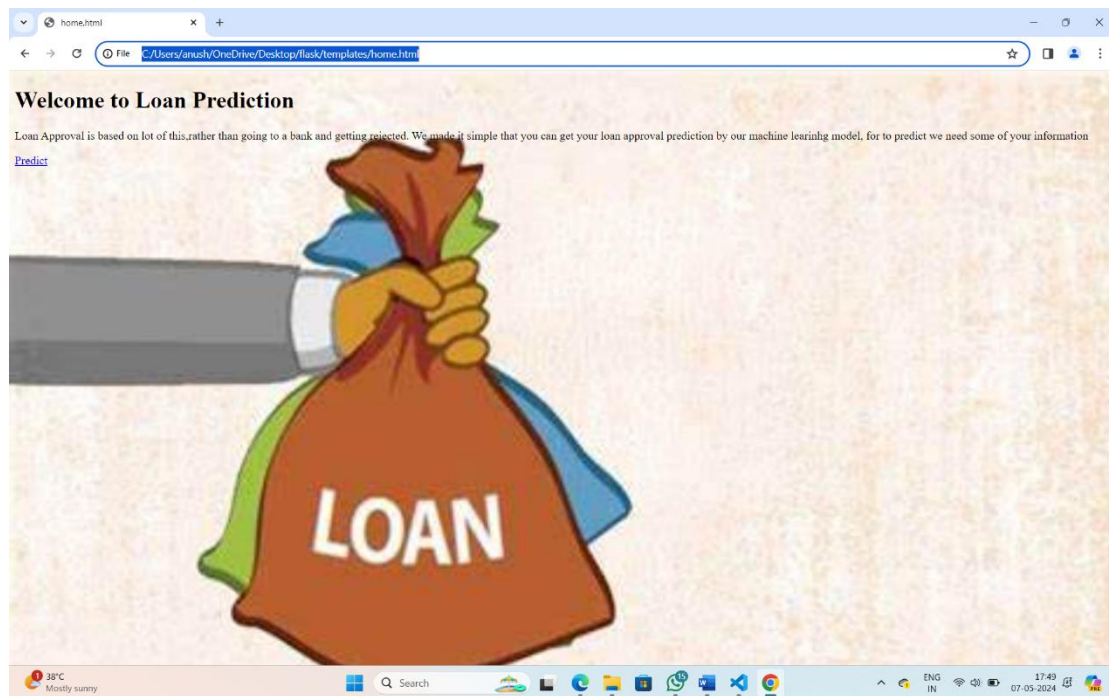 home.html
File C:/Users/anush/OneDrive/Desktop/flask/templates/home.html
Welcome to Loan Prediction
Loan Approval is based on lot of this,rather than going to a bank and getting rejected. We made it simple that you can get your loan approval prediction by our machine learinhg model, for to predict we need some of your information
Predict
LOAN
1
38°C
Mostly sunny
Search
ENG
IN
17:49
07-05-2024